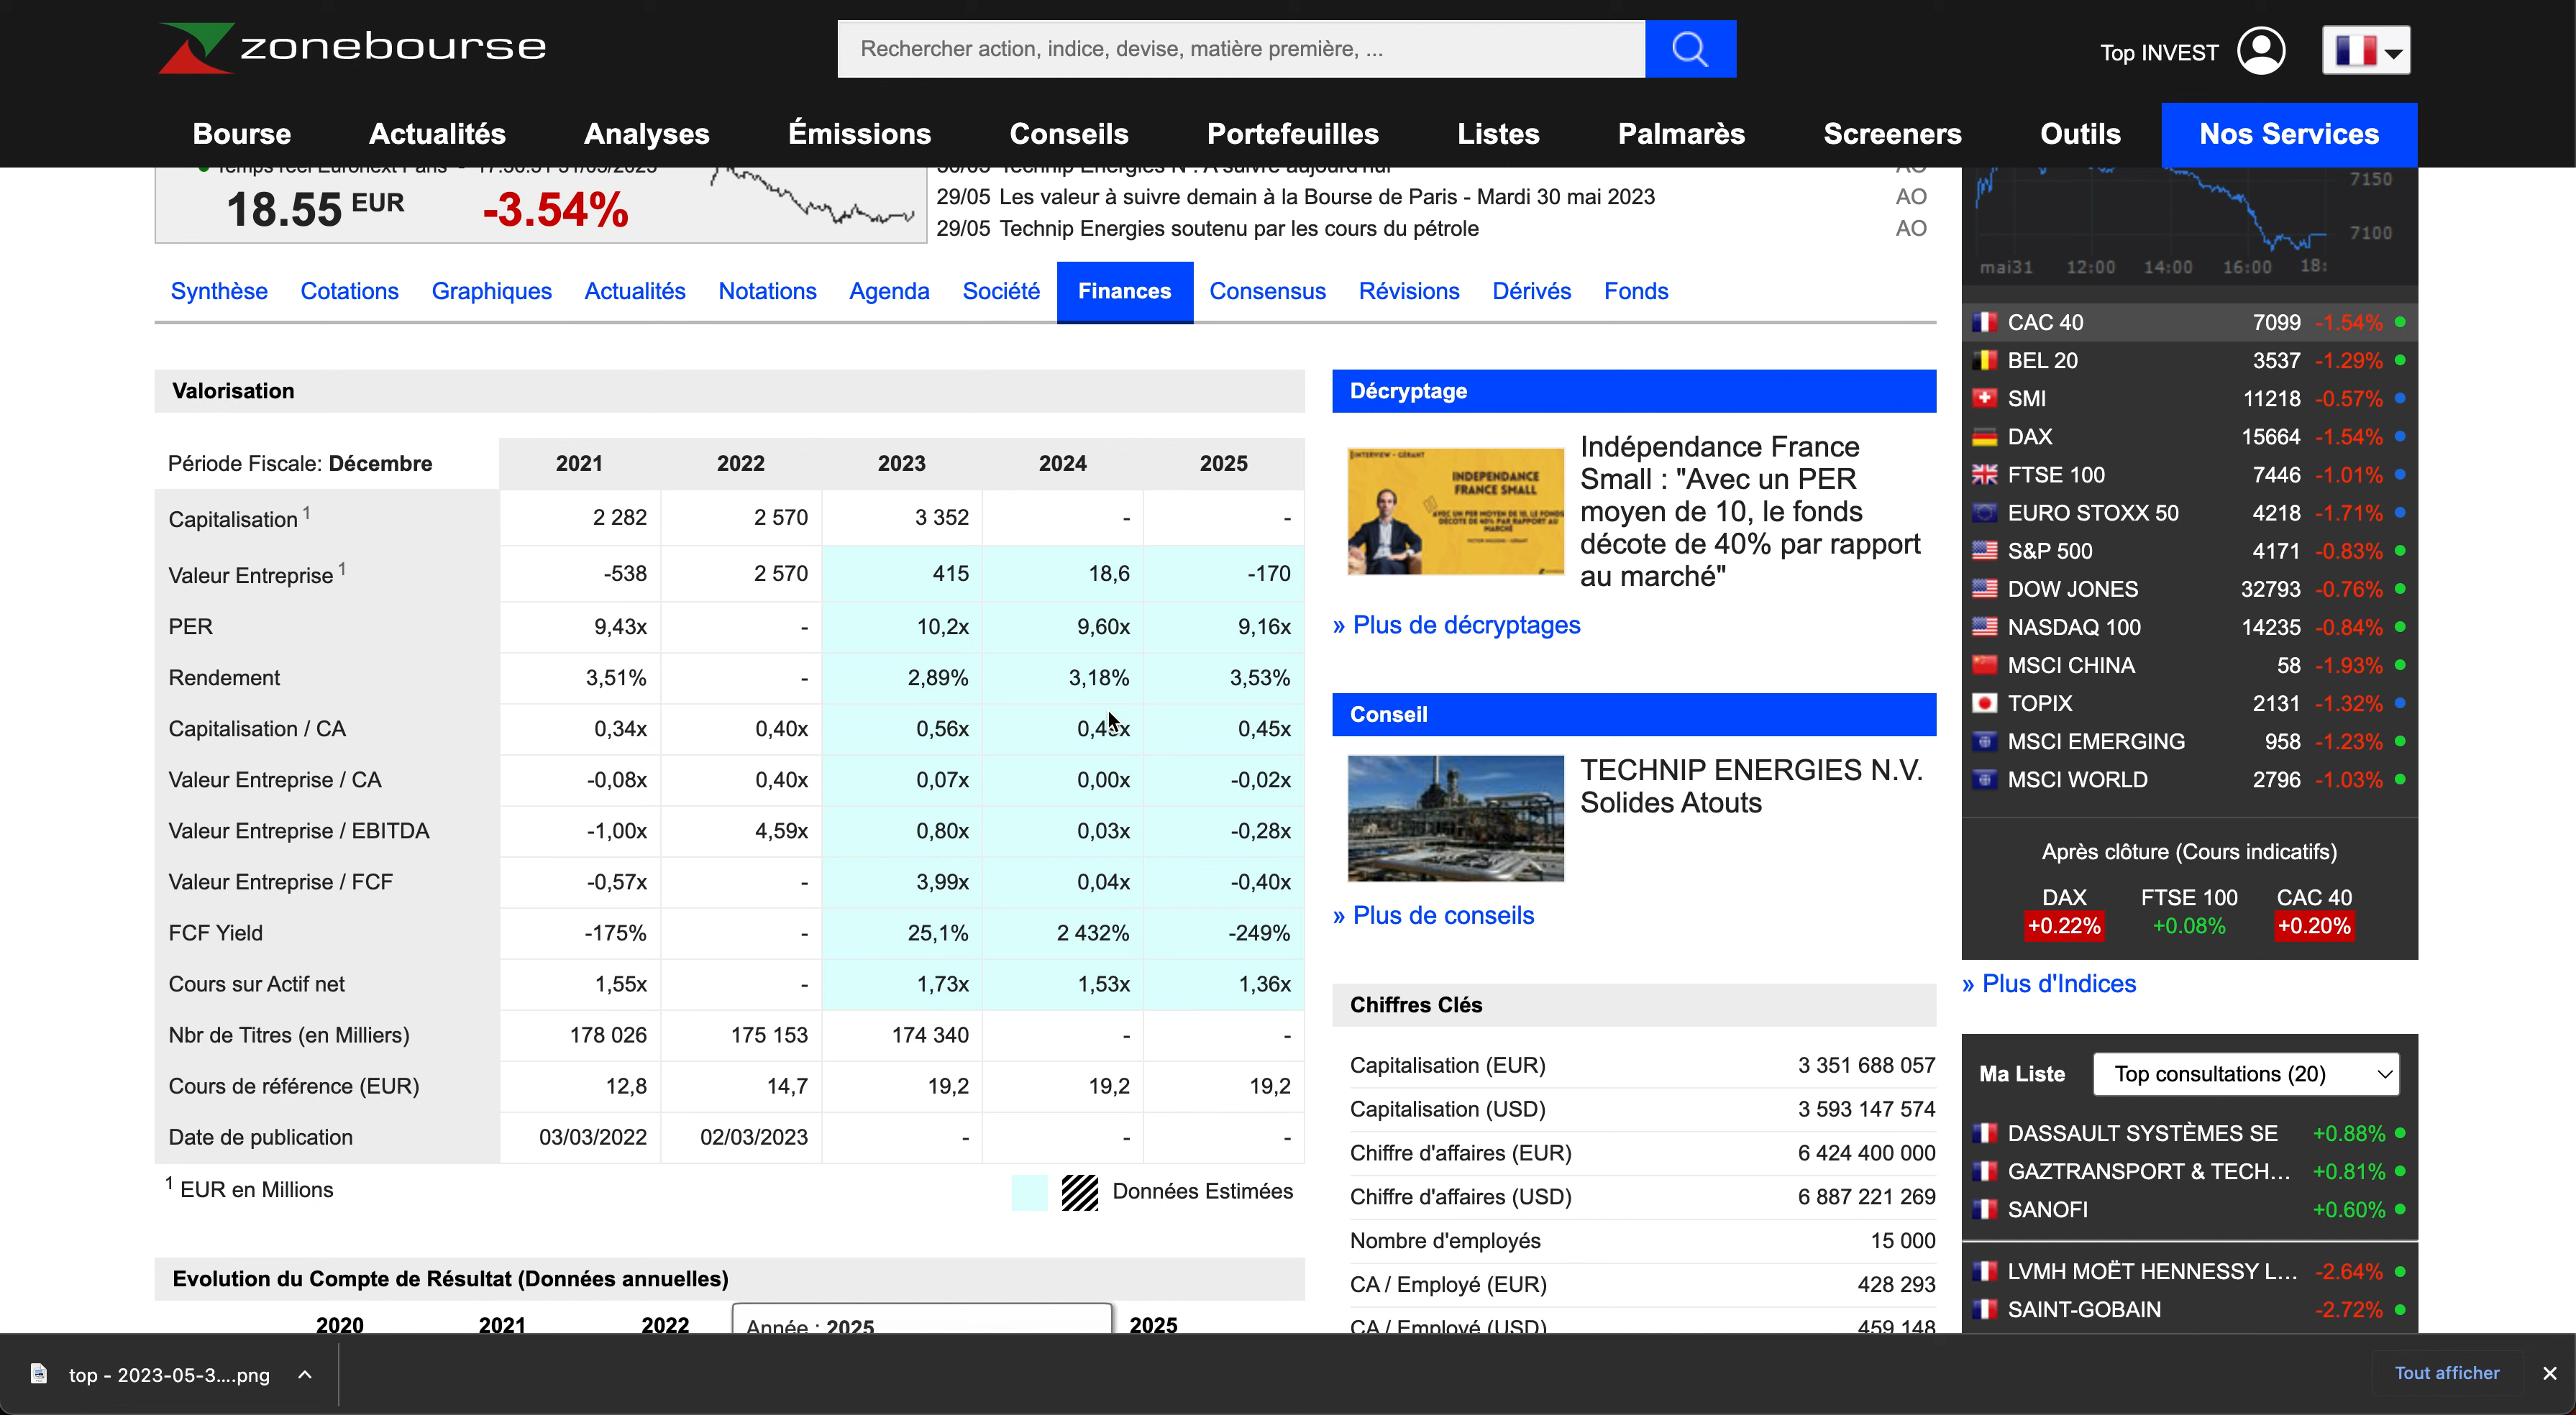 zonebourse
Rechercher action, indice, devise, matière première, ...
Top INVEST
Bourse Actualités Analyses Émissions Conseils Portefeuilles Listes Palmarès Screeners Outils Nos Services
18.55 EUR -3.54%
29/05 Les valeur à suivre demain à la Bourse de Paris - Mardi 30 mai 2023 AO
29/05 Technip Energies soutenu par les cours du pétrole AO
Synthèse Cotations Graphiques Actualités Notations Agenda Société Finances Consensus Révisions Dérivés Fonds
Valorisation
Période Fiscale: Décembre 2021 2022 2023 2024 2025
Capitalisation 1 2 282 2 570 3 352 - -
Valeur Entreprise 1 -538 2 570 415 18,6 -170
PER 9,43x - 10,2x 9,60x 9,16x
Rendement 3,51% - 2,89% 3,18% 3,53%
Capitalisation / CA 0,34x 0,40x 0,56x 0,45x
Valeur Entreprise / CA -0,08x 0,40x 0,07x 0,00x -0,02x
Valeur Entreprise / EBITDA -1,00x 4,59x 0,80x 0,03x -0,28x
Valeur Entreprise / FCF -0,57x - 3,99x 0,04x -0,40x
FCF Yield -175% - 25,1% 2 432% -249%
Cours sur Actif net 1,55x - 1,73x 1,53x 1,36x
Nbr de Titres (en Milliers) 178 026 175 153 174 340 - -
Cours de référence (EUR) 12,8 14,7 19,2 19,2 19,2
Date de publication 03/03/2022 02/03/2023 - - -
1 EUR en Millions
Données Estimées
Evolution du Compte de Résultat (Données annuelles)
2020 2021 2022 Année : 2025 2025
Décryptage
INTERVIEW - GÉRANT
INDEPENDANCE
FRANCE SMALL
Indépendance France
Small : "Avec un PER
moyen de 10, le fonds
décote de 40% par rapport
au marché"
» Plus de décryptages
Conseil
TECHNIP ENERGIES N.V.
Solides Atouts
» Plus de conseils
Chiffres Clés
Capitalisation (EUR) 3 351 688 057
Capitalisation (USD) 3 593 147 574
Chiffre d'affaires (EUR) 6 424 400 000
Chiffre d'affaires (USD) 6 887 221 269
Nombre d'employés 15 000
CA / Employé (EUR) 428 293
CA / Employé (USD) 459 148
7150
7100
mai31 12:00 14:00 16:00 18:
CAC 40 7099 -1.54%
BEL 20 3537 -1.29%
SMI 11218 -0.57%
DAX 15664 -1.54%
FTSE 100 7446 -1.01%
EURO STOXX 50 4218 -1.71%
S&P 500 4171 -0.83%
DOW JONES 32793 -0.76%
NASDAQ 100 14235 -0.84%
MSCI CHINA 58 -1.93%
TOPIX 2131 -1.32%
MSCI EMERGING 958 -1.23%
MSCI WORLD 2796 -1.03%
Après clôture (Cours indicatifs)
DAX FTSE 100 CAC 40
+0.22% +0.08% +0.20%
» Plus d'Indices
Ma Liste Top consultations (20)
DASSAULT SYSTÈMES SE +0.88%
GAZTRANSPORT & TECH... +0.81%
SANOFI +0.60%
LVMH MOËT HENNESSY L... -2.64%
SAINT-GOBAIN -2.72%
top - 2023-05-3....png
Tout afficher